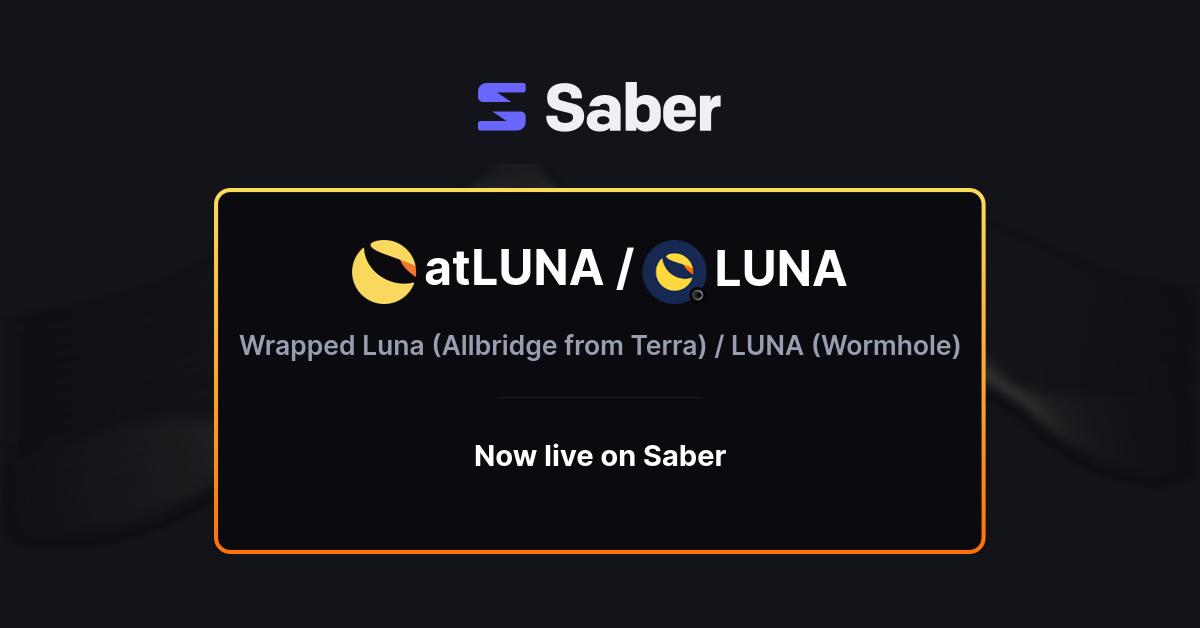 Saber
atLUNA / LUNA
Wrapped Luna (Allbridge from Terra) / LUNA (Wormhole)
Now live on Saber